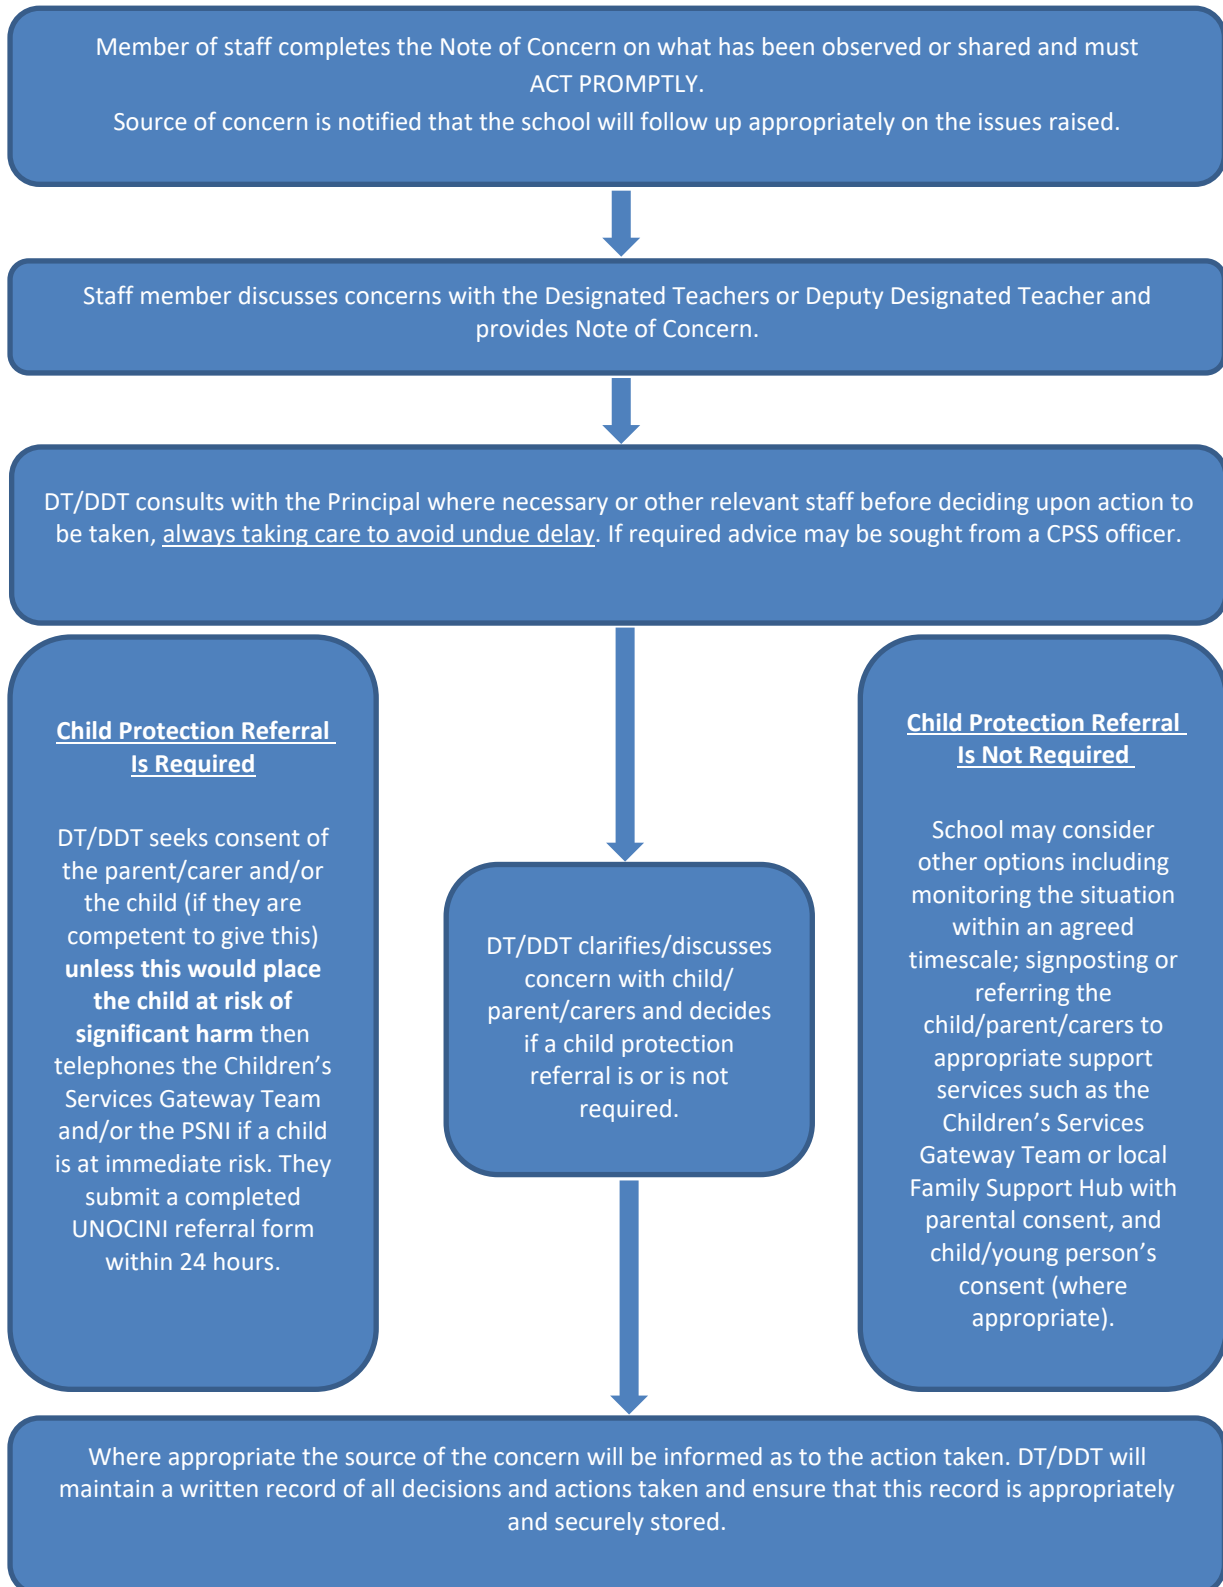 Member of staff completes the Note of Concern on what has been observed or shared and must
ACT PROMPTLY.
Source of concern is notified that the school will follow up appropriately on the issues raised.
Staff member discusses concerns with the Designated Teachers or Deputy Designated Teacher and
provides Note of Concern.
DT/DDT consults with the Principal where necessary or other relevant staff before deciding upon action to
be taken, always taking care to avoid undue delay. If required advice may be sought from a CPSS officer.
Child Protection Referral
Is Required
DT/DDT seeks consent of
the parent/carer and/or
the child (if they are
competent to give this)
unless this would place
the child at risk of
significant harm then
telephones the Children’s
Services Gateway Team
and/or the PSNI if a child
is at immediate risk. They
submit a completed
UNOCINI referral form
within 24 hours.
DT/DDT clarifies/discusses
concern with child/
parent/carers and decides
if a child protection
referral is or is not
required.
Child Protection Referral
Is Not Required
School may consider
other options including
monitoring the situation
within an agreed
timescale; signposting or
referring the
child/parent/carers to
appropriate support
services such as the
Children’s Services
Gateway Team or local
Family Support Hub with
parental consent, and
child/young person’s
consent (where
appropriate).
Where appropriate the source of the concern will be informed as to the action taken. DT/DDT will
maintain a written record of all decisions and actions taken and ensure that this record is appropriately
and securely stored.